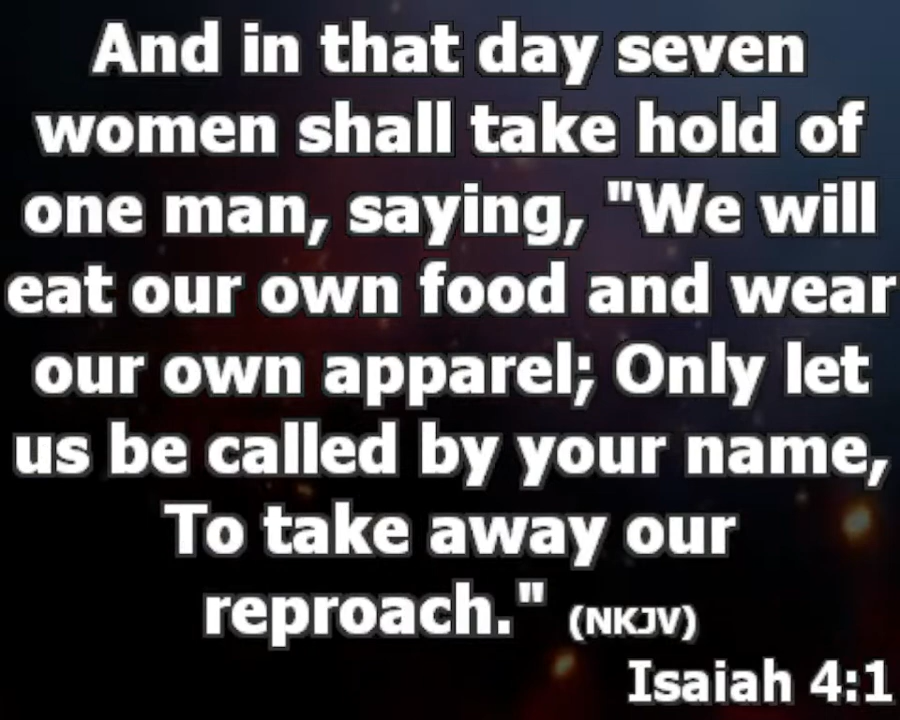 And in that day seven
women shall take hold of
one man, saying, "We will
eat our own food and wear
our own apparel; Only let
us be called by your name,
To take away our
reproach." (NKJV)
Isaiah 4:1